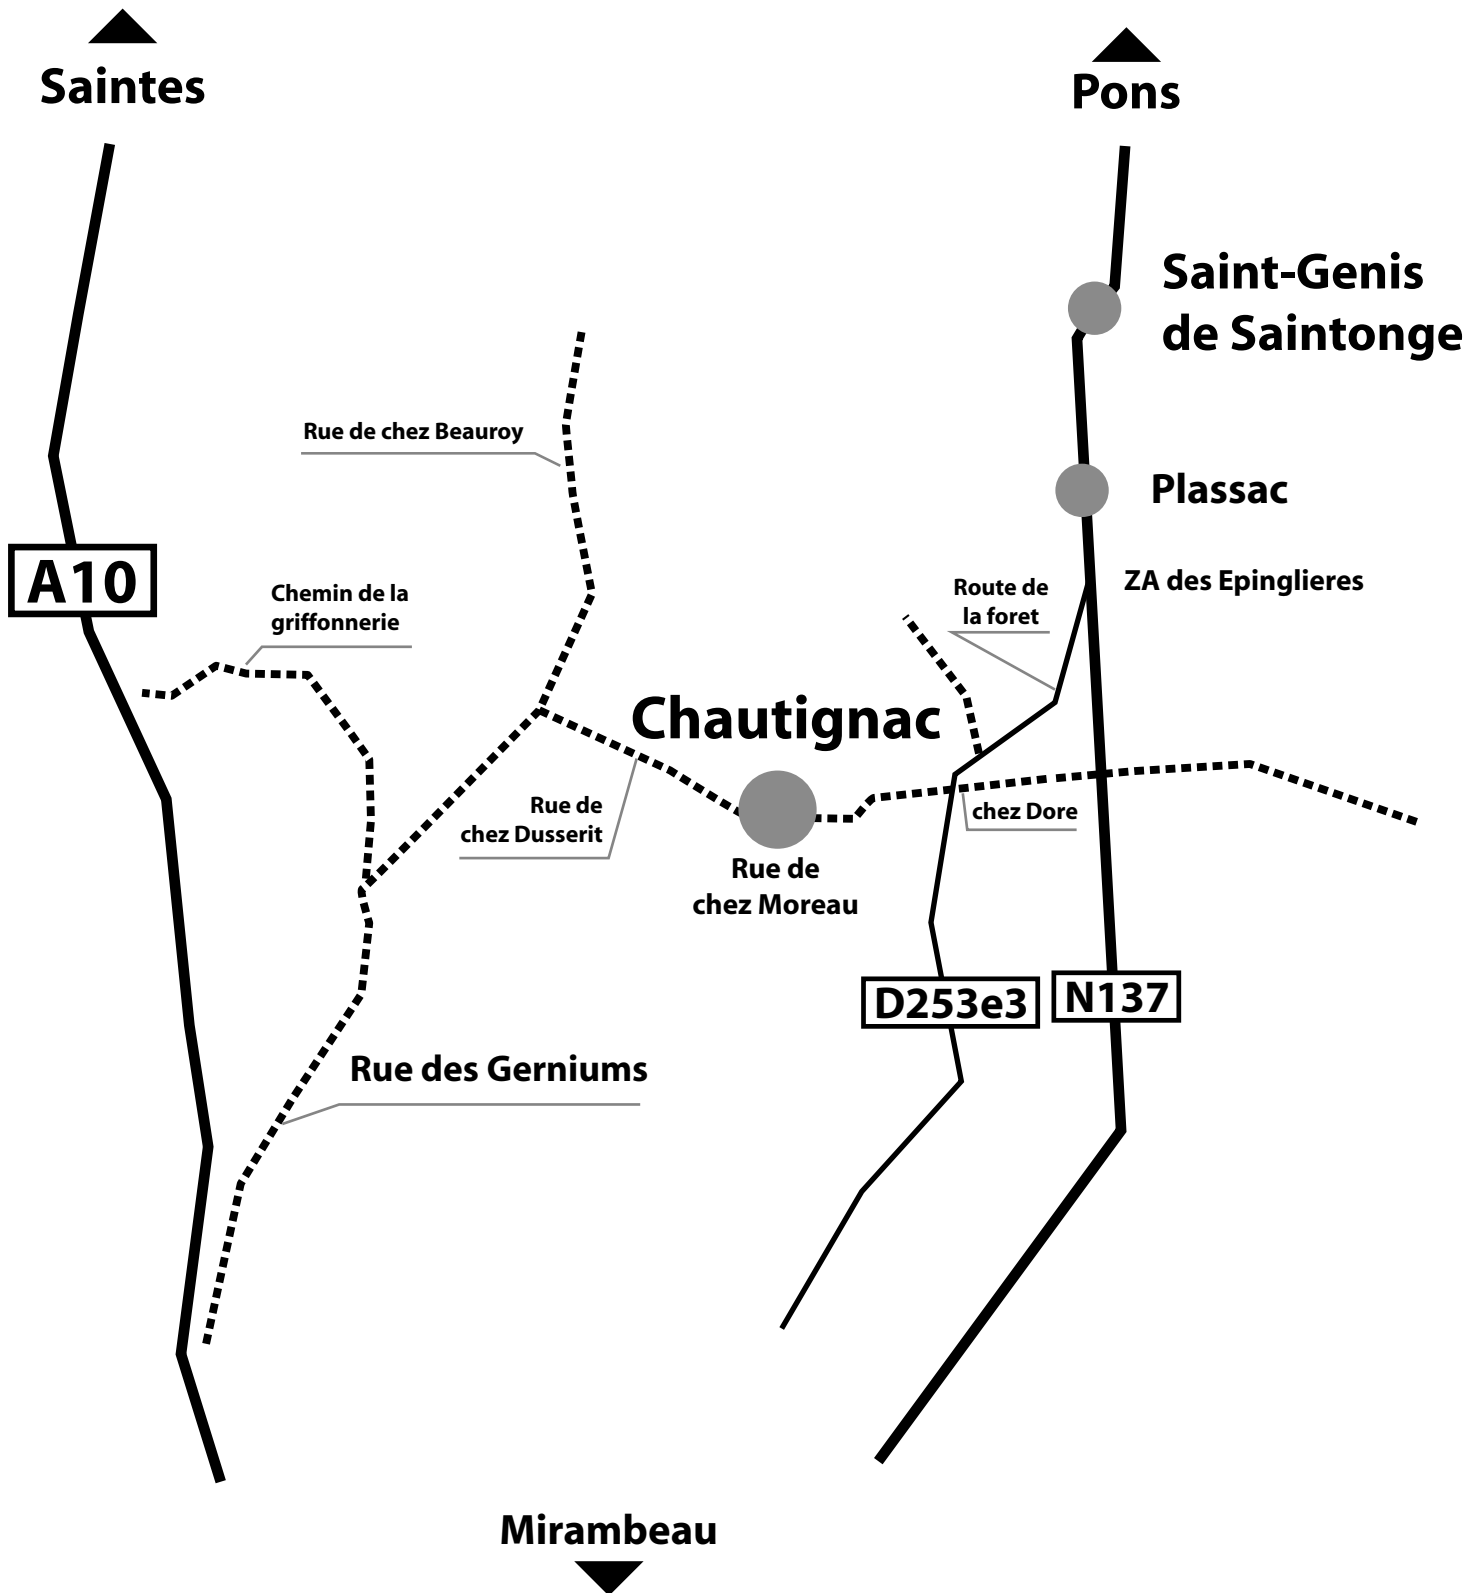 Saintes
Pons
Saint-Genis
de Saintonge
Rue de chez Beauroy
Plassac
A10
Chemin de la
griffonnerie
Route de
la foret
ZA des Epinglieres
Chautignac
Rue de
chez Dusserit
chez Dore
Rue de
chez Moreau
D253e3
N137
Rue des Gerniums
Mirambeau